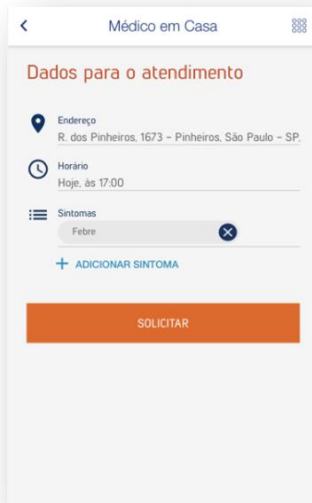 Médico em Casa
Dados para o atendimento
Endereço
R. dos Pinheiros, 1673 - Pinheiros, São Paulo - SP,
Horário
Hoje, às 17:00
Sintomas
Febre
ADICIONAR SINTOMA
SOLICITAR